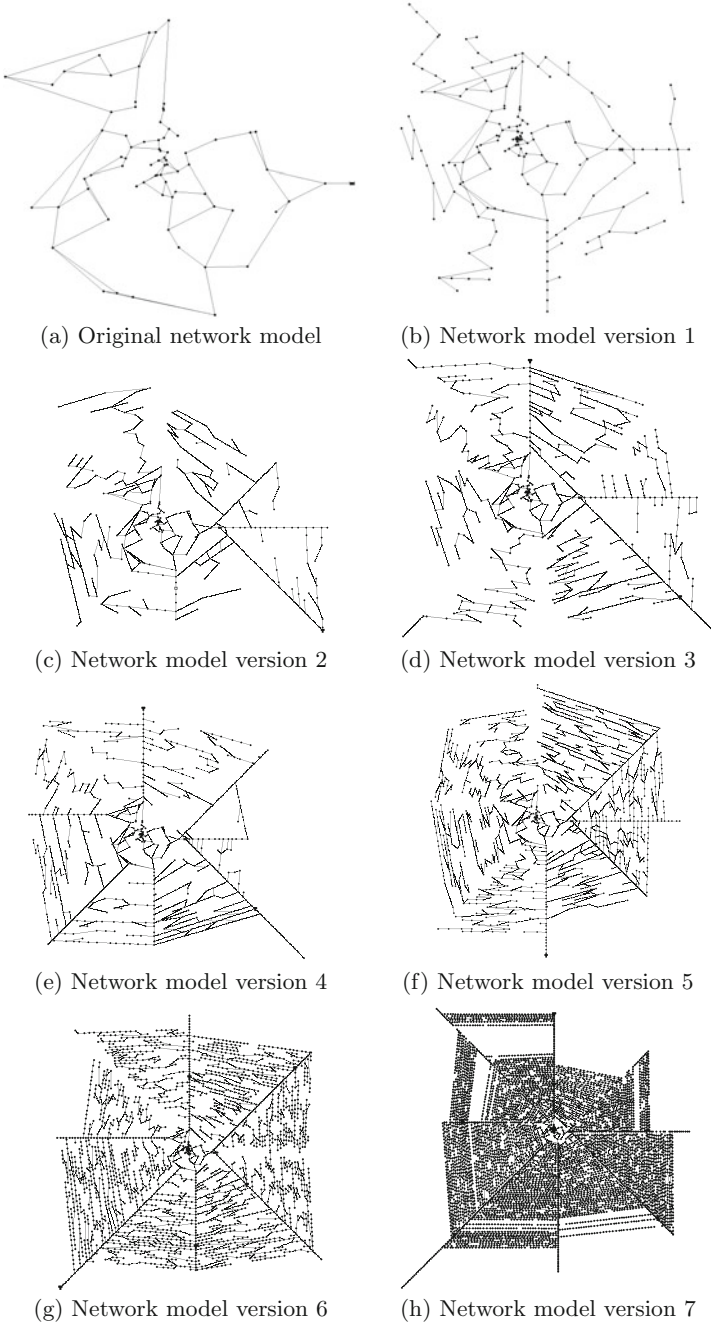 (a) Original network model
(b) Network model version 1
(c) Network model version 2
(d) Network model version 3
(e) Network model version 4
(f) Network model version 5
(g) Network model version 6
(h) Network model version 7